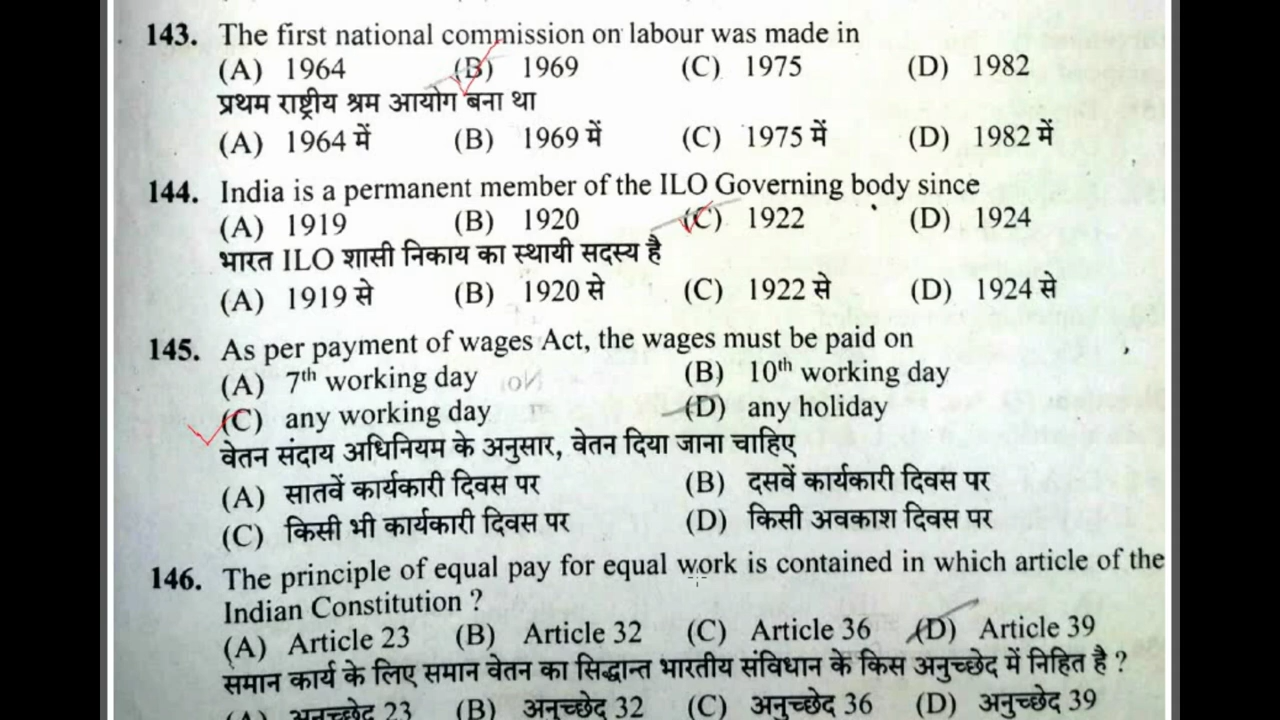 143. The first national commission on labour was made in
(A) 1964 (B) 1969 (C) 1975 (D) 1982
प्रथम राष्ट्रीय श्रम आयोग बना था
(A) 1964 में (B) 1969 में (C) 1975 में (D) 1982 में
144. India is a permanent member of the ILO Governing body since
(A) 1919 (B) 1920 (C) 1922 (D) 1924
भारत ILO शासी निकाय का स्थायी सदस्य है
(A) 1919 से (B) 1920 से (C) 1922 से (D) 1924 से
145. As per payment of wages Act, the wages must be paid on
(A) 7th working day (B) 10th working day
(C) any working day (D) any holiday
वेतन संदाय अधिनियम के अनुसार, वेतन दिया जाना चाहिए
(A) सातवें कार्यकारी दिवस पर (B) दसवें कार्यकारी दिवस पर
(C) किसी भी कार्यकारी दिवस पर (D) किसी अवकाश दिवस पर
146. The principle of equal pay for equal work is contained in which article of the
Indian Constitution ?
(A) Article 23 (B) Article 32 (C) Article 36 (D) Article 39
समान कार्य के लिए समान वेतन का सिद्धान्त भारतीय संविधान के किस अनुच्छेद में निहित है ?
(A) अनुच्छेद 23 (B) अनुच्छेद 32 (C) अनुच्छेद 36 (D) अनुच्छेद 39